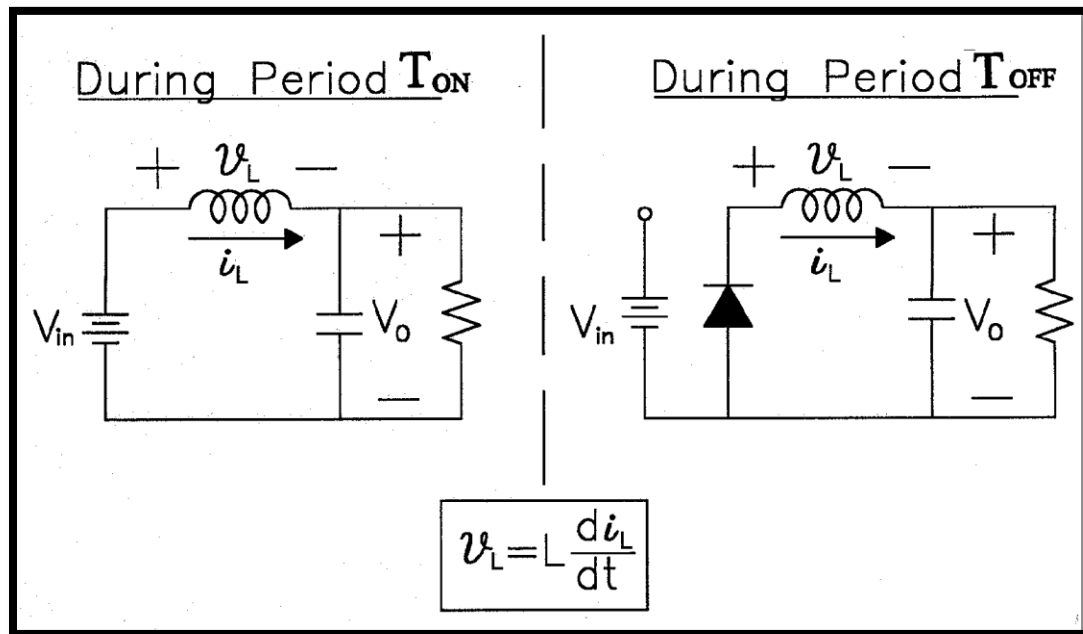 During Period TON
During Period TOFF
+ 𝓋L −
+ 𝓋L −
iL
iL
+
+
Vin
Vo
Vin
Vo
−
−
𝓋L = L diL/dt